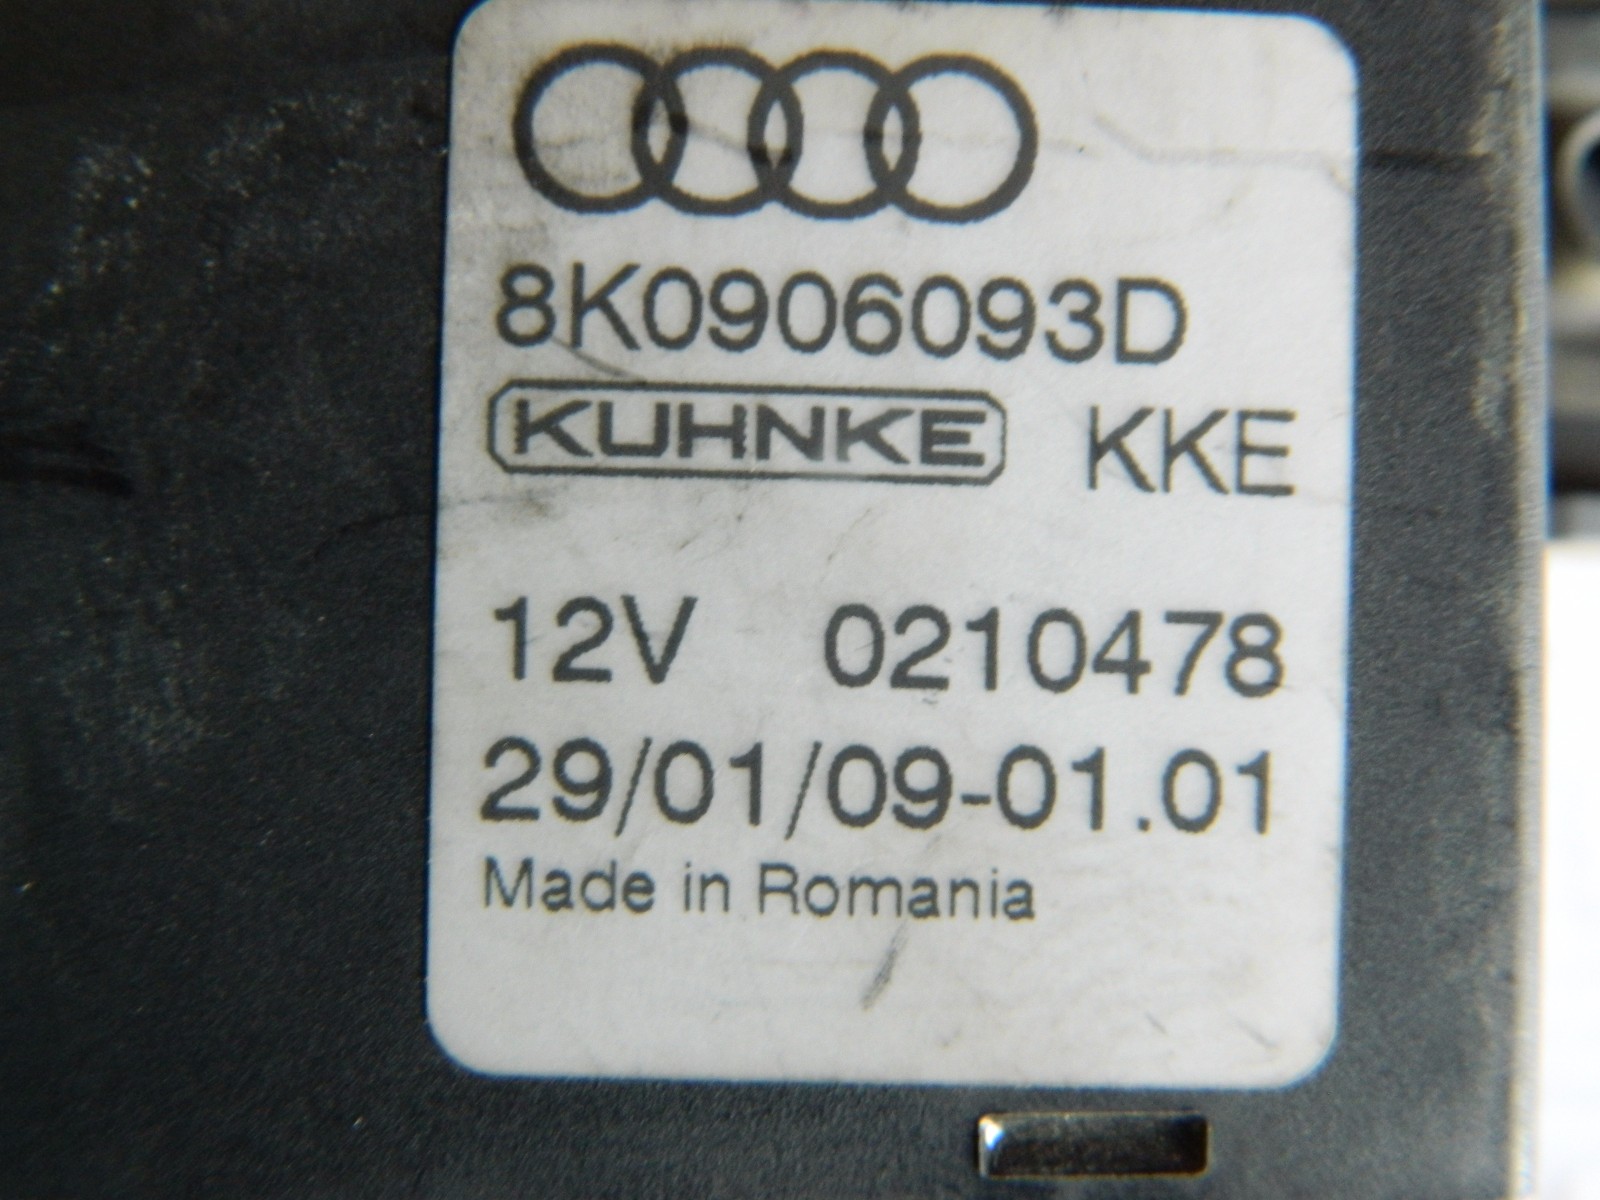 8K0906093D
KUHNKE KKE
12V 0210478
29/01/09-01.01
Made in Romania